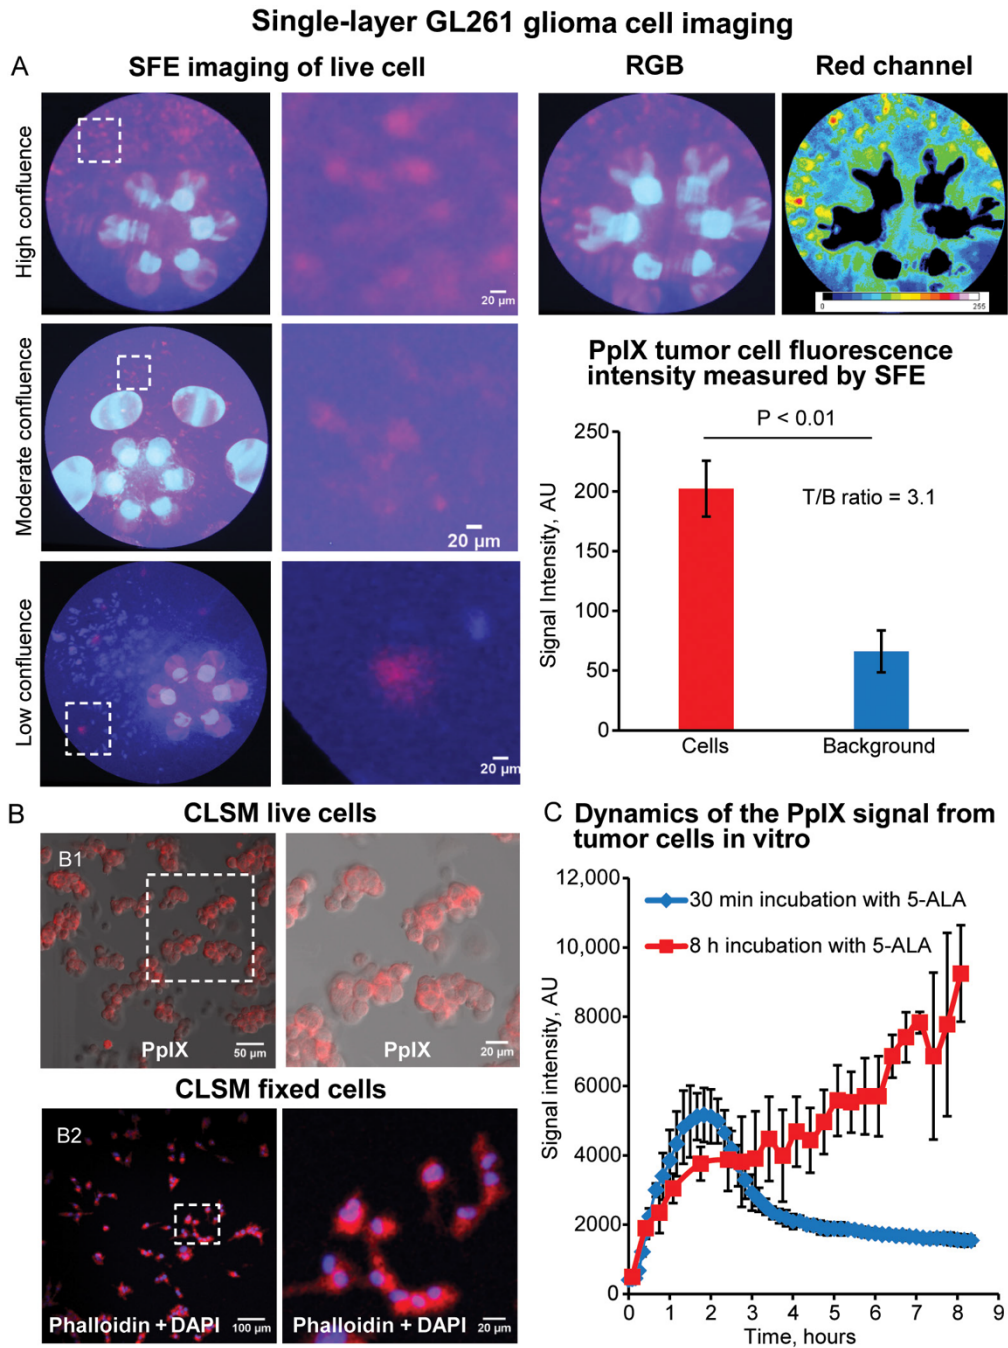 Single-layer GL261 glioma cell imaging
A
SFE imaging of live cell
RGB
Red channel
High confluence
20 µm
0
255
Moderate confluence
20 µm
Low confluence
20 µm
PpIX tumor cell fluorescence
intensity measured by SFE
P < 0.01
T/B ratio = 3.1
Signal Intensity, AU
250
200
150
100
50
0
Cells
Background
B
CLSM live cells
B1
PpIX
50 µm
PpIX
20 µm
CLSM fixed cells
B2
Phalloidin + DAPI
100 µm
Phalloidin + DAPI
20 µm
C
Dynamics of the PpIX signal from
tumor cells in vitro
30 min incubation with 5-ALA
8 h incubation with 5-ALA
Signal intensity, AU
12,000
10,000
8000
6000
4000
2000
0
0 1 2 3 4 5 6 7 8 9
Time, hours